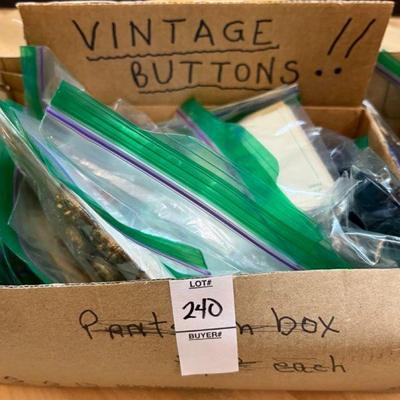 VINTAGE
BUTTONS !!
LOT#
240
BUYER#
box
each